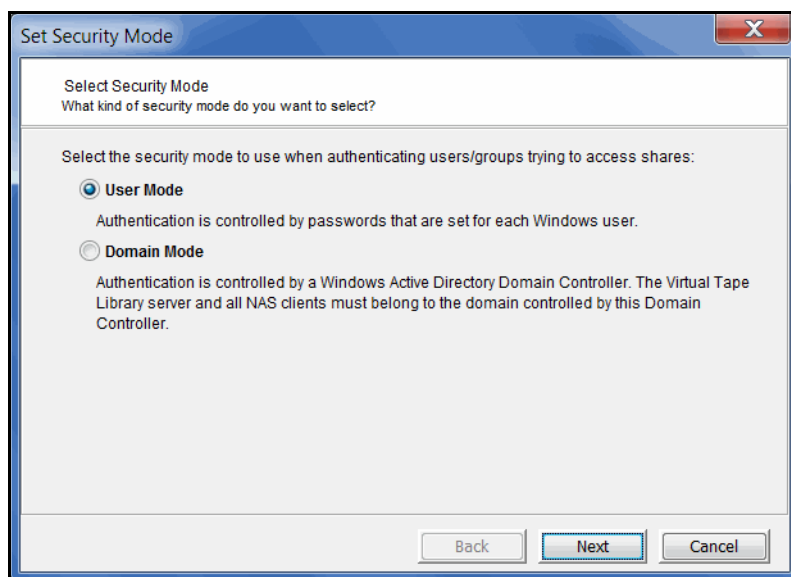 Set Security Mode
X
Select Security Mode
What kind of security mode do you want to select?
Select the security mode to use when authenticating users/groups trying to access shares:
User Mode
Authentication is controlled by passwords that are set for each Windows user.
Domain Mode
Authentication is controlled by a Windows Active Directory Domain Controller. The Virtual Tape
Library server and all NAS clients must belong to the domain controlled by this Domain
Controller.
Back Next Cancel